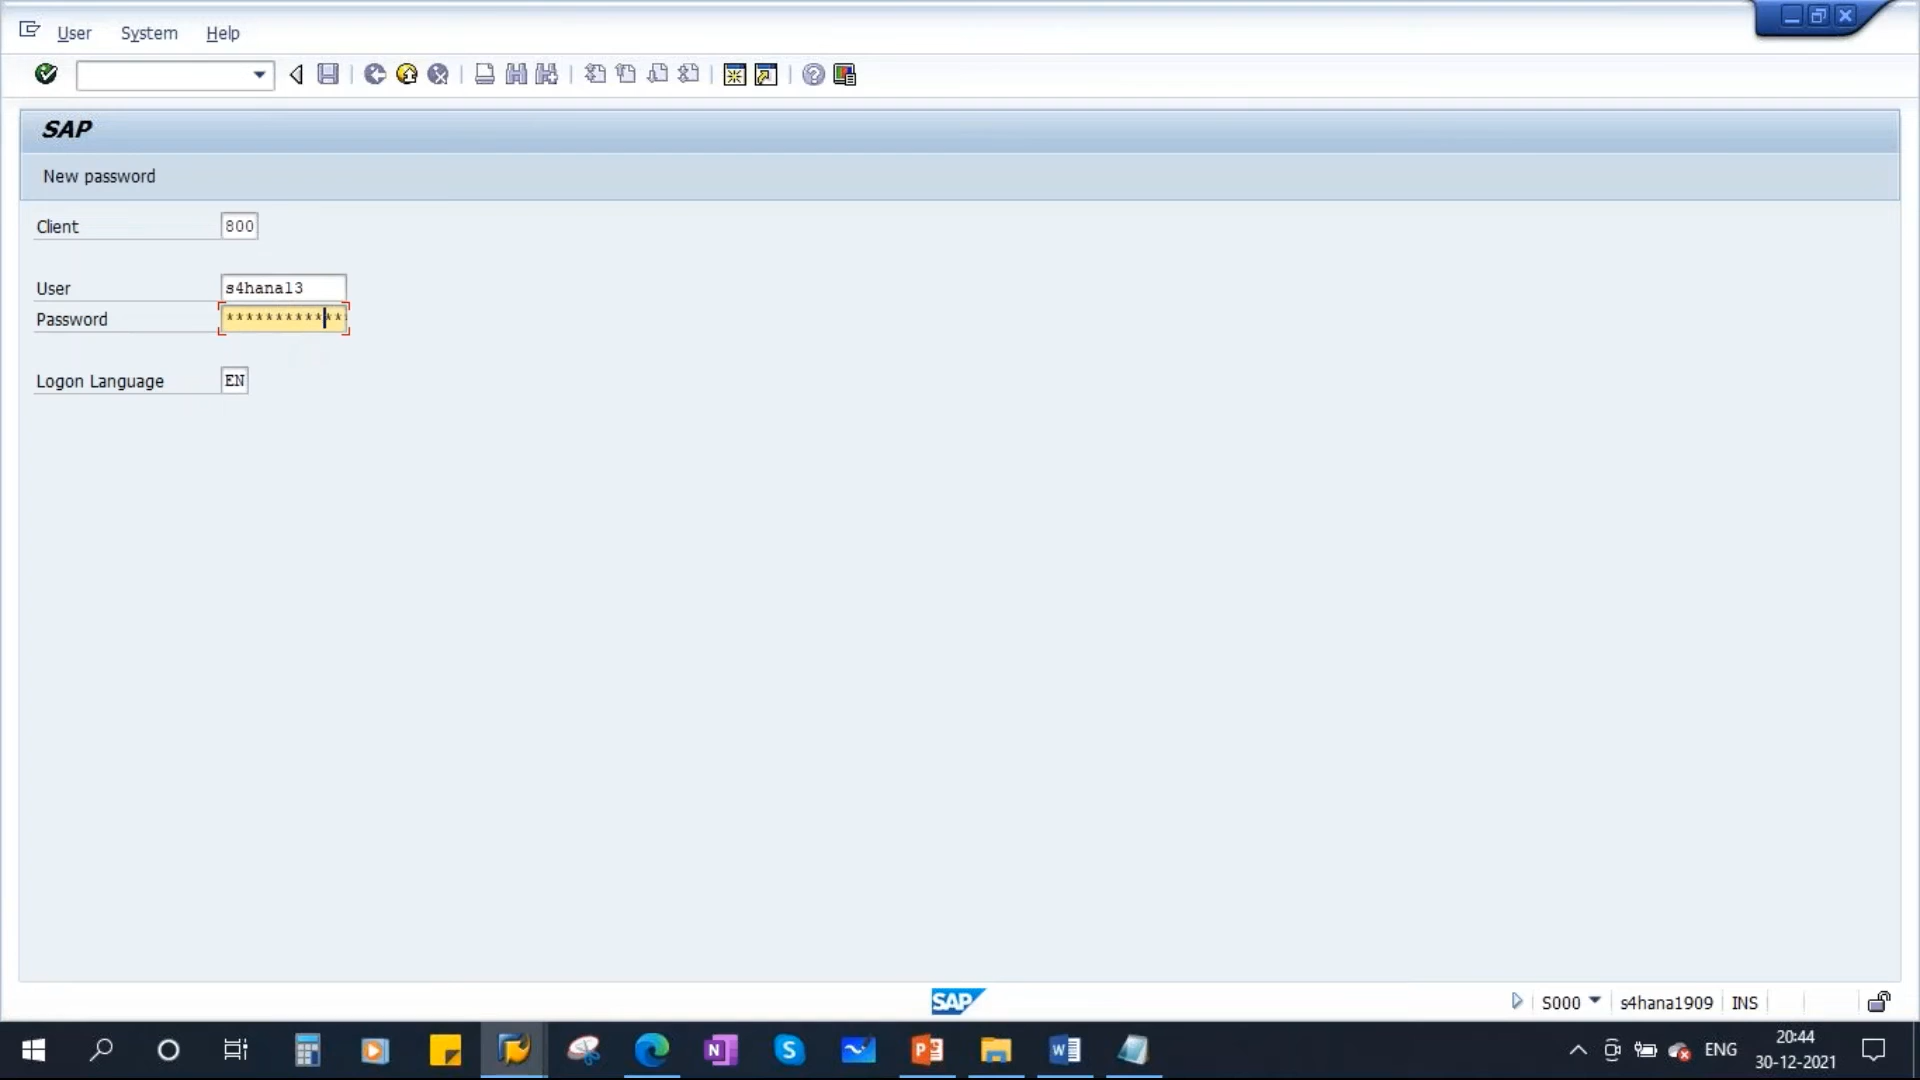 User System Help
SAP
New password
Client 800
User s4hana13
Password ************
Logon Language EN
SAP
S000 s4hana1909 INS
N S P W
ENG
20:44
30-12-2021